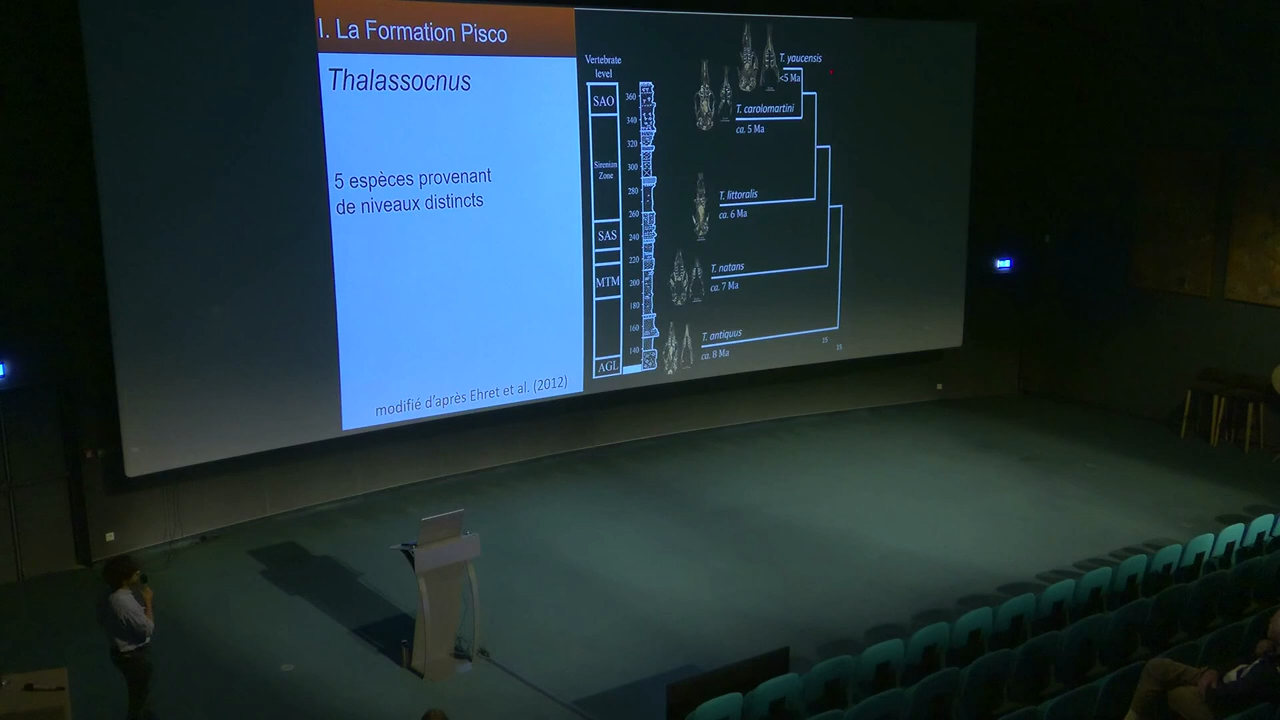 I. La Formation Pisco
Thalassocnus
5 espèces provenant
de niveaux distincts
modifié d'après Ehret et al. (2012)
Vertebrate
level
SAO
Sirenian
Zone
SAS
MTM
AGL
360
340
320
300
280
260
240
220
200
180
160
140
T. yaucensis
<5 Ma
T. carolomartini
ca. 5 Ma
T. littoralis
ca. 6 Ma
T. natans
ca. 7 Ma
T. antiquus
ca. 8 Ma
15
15